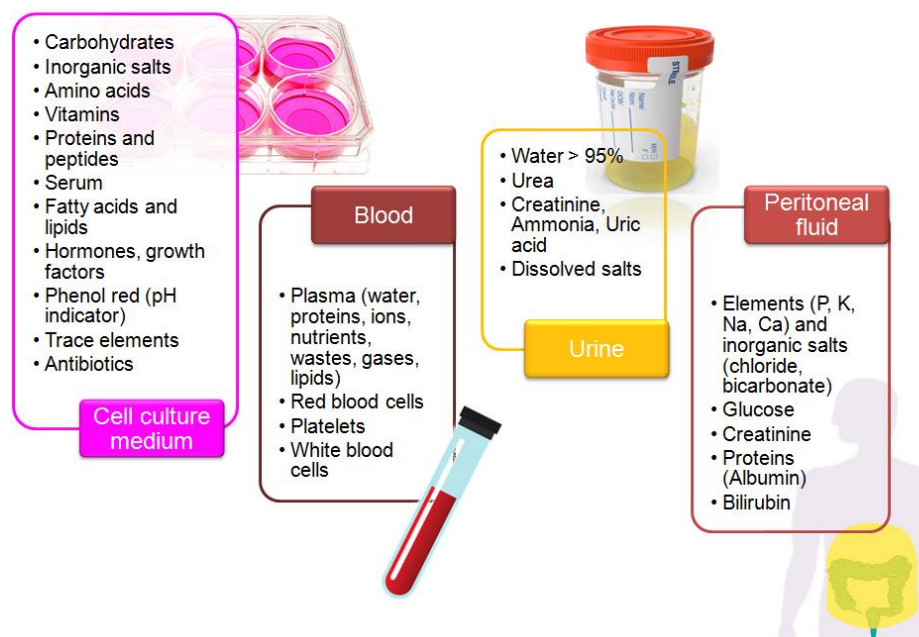 • Carbohydrates
• Inorganic salts
• Amino acids
• Vitamins
• Proteins and
peptides
• Serum
• Fatty acids and
lipids
• Hormones, growth
factors
• Phenol red (pH
indicator)
• Trace elements
• Antibiotics
Cell culture
medium
Blood
• Plasma (water,
proteins, ions,
nutrients,
wastes, gases,
lipids)
• Red blood cells
• Platelets
• White blood
cells
STERILE
Name/
Nom:
DOB/
• Water > 95%
• Urea
• Creatinine,
Ammonia, Uric
acid
• Dissolved salts
Urine
Peritoneal
fluid
• Elements (P, K,
Na, Ca) and
inorganic salts
(chloride,
bicarbonate)
• Glucose
• Creatinine
• Proteins
(Albumin)
• Bilirubin